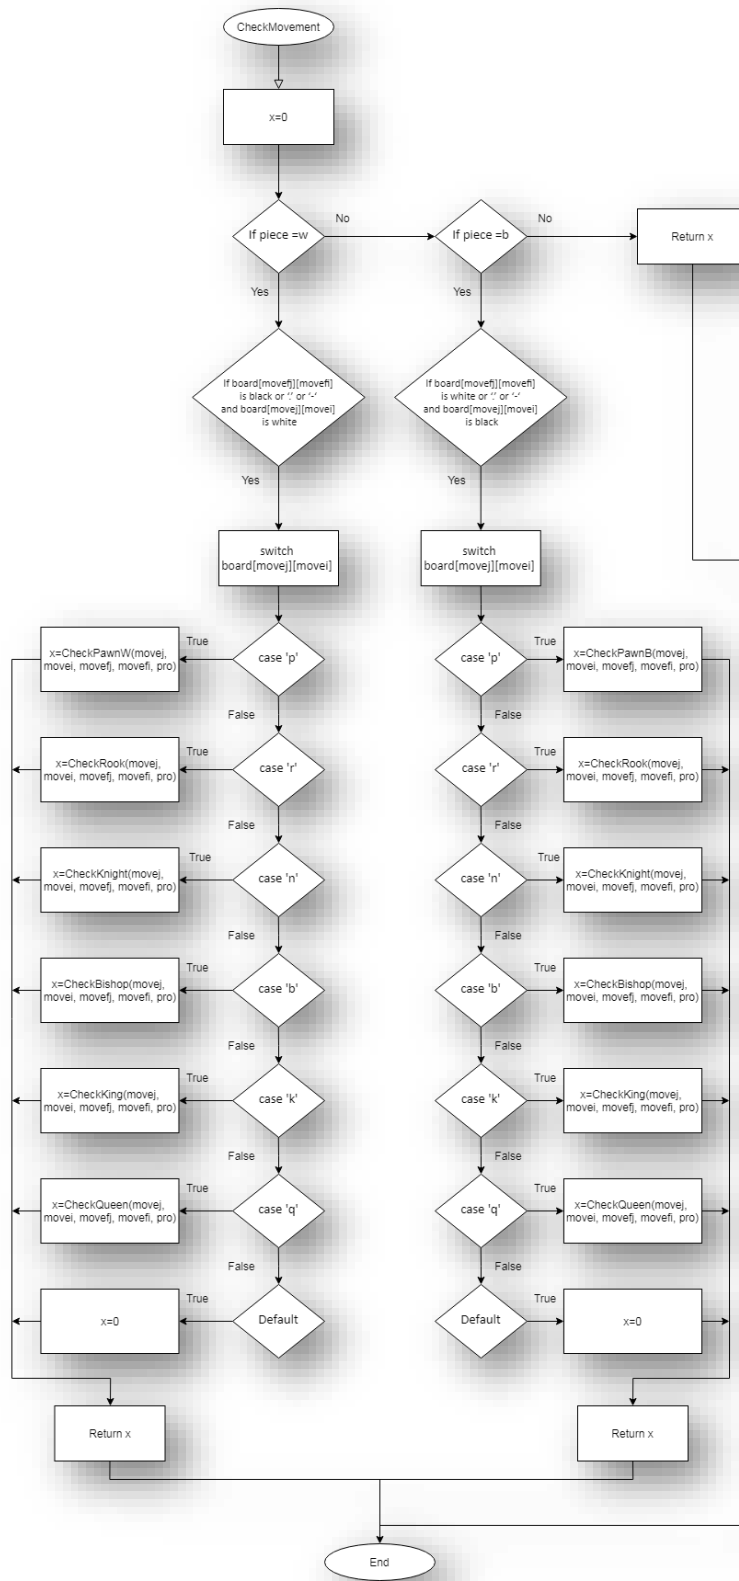 CheckMovement
x=0
If piece =w
No
If piece =b
No
Return x
Yes
Yes
If board[movefj][movefi]
is black or ‘.’ or ‘-‘
and board[movej][movei]
is white
If board[movefj][movefi]
is white or ‘.’ or ‘-‘
and board[movej][movei]
is black
Yes
Yes
switch
board[movej][movei]
switch
board[movej][movei]
x=CheckPawnW(movej,
movei, movefj, movefi, pro)
True
case 'p'
case 'p'
True
x=CheckPawnB(movej,
movei, movefj, movefi, pro)
False
False
x=CheckRook(movej,
movei, movefj, movefi, pro)
True
case 'r'
case 'r'
True
x=CheckRook(movej,
movei, movefj, movefi, pro)
False
False
x=CheckKnight(movej,
movei, movefj, movefi, pro)
True
case 'n'
case 'n'
True
x=CheckKnight(movej,
movei, movefj, movefi, pro)
False
False
x=CheckBishop(movej,
movei, movefj, movefi, pro)
True
case 'b'
case 'b'
True
x=CheckBishop(movej,
movei, movefj, movefi, pro)
False
False
x=CheckKing(movej,
movei, movefj, movefi, pro)
True
case 'k'
case 'k'
True
x=CheckKing(movej,
movei, movefj, movefi, pro)
False
False
x=CheckQueen(movej,
movei, movefj, movefi, pro)
True
case 'q'
case 'q'
True
x=CheckQueen(movej,
movei, movefj, movefi, pro)
False
False
x=0
True
Default
Default
True
x=0
Return x
Return x
End